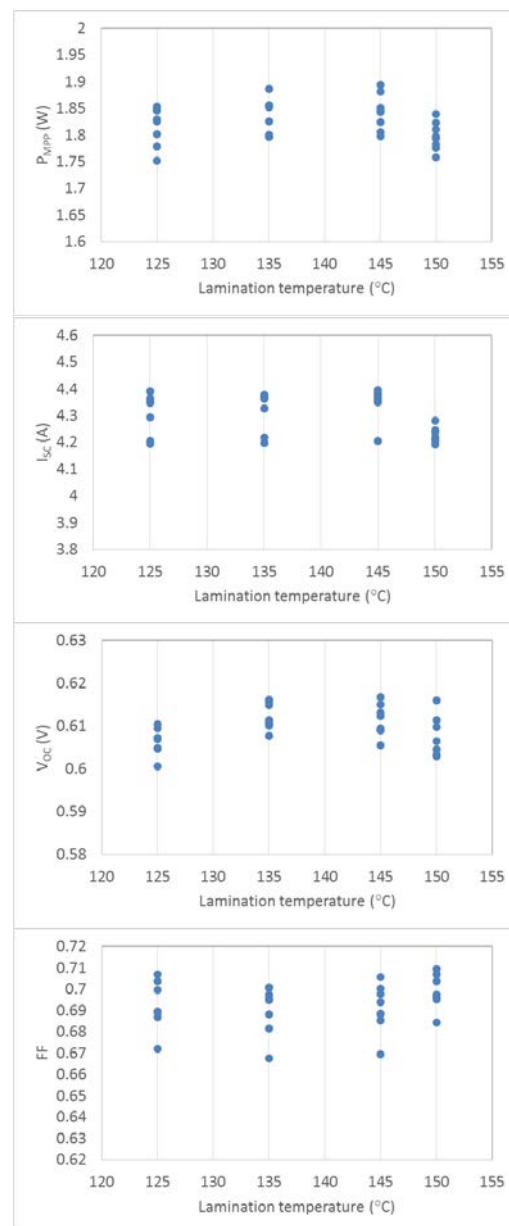 2
1.95
1.9
1.85
1.8
1.75
1.7
1.65
1.6
P_MPP (W)
120 125 130 135 140 145 150 155
Lamination temperature (°C)
4.6
4.5
4.4
4.3
4.2
4.1
4
3.9
3.8
I_SC (A)
120 125 130 135 140 145 150 155
Lamination temperature (°C)
0.63
0.62
0.61
0.6
0.59
0.58
V_OC (V)
120 125 130 135 140 145 150 155
Lamination temperature (°C)
0.72
0.71
0.7
0.69
0.68
0.67
0.66
0.65
0.64
0.63
0.62
FF
120 125 130 135 140 145 150 155
Lamination temperature (°C)